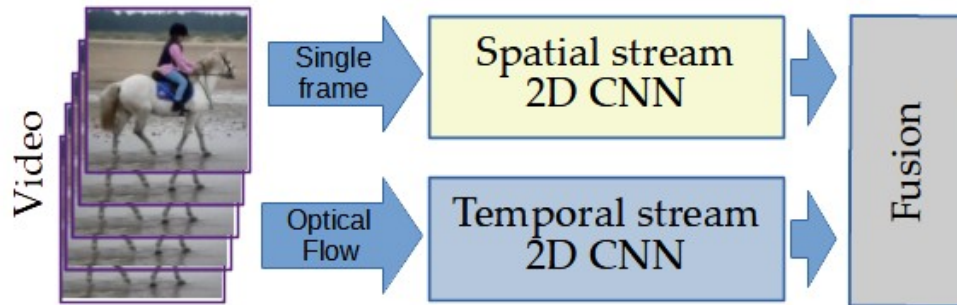 Video
Single
frame
Spatial stream
2D CNN
Optical
Flow
Temporal stream
2D CNN
Fusion